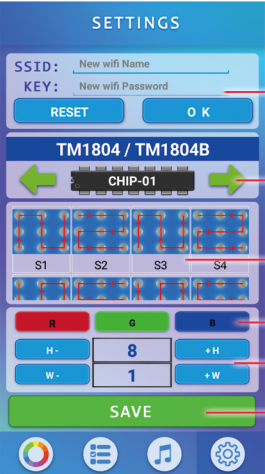 SETTINGS
SSID: New wifi Name
KEY: New wifi Password
RESET O K
TM1804 / TM1804B
CHIP-01
S1 S2 S3 S4
R G B
H - 8 + H
W - 1 + W
SAVE